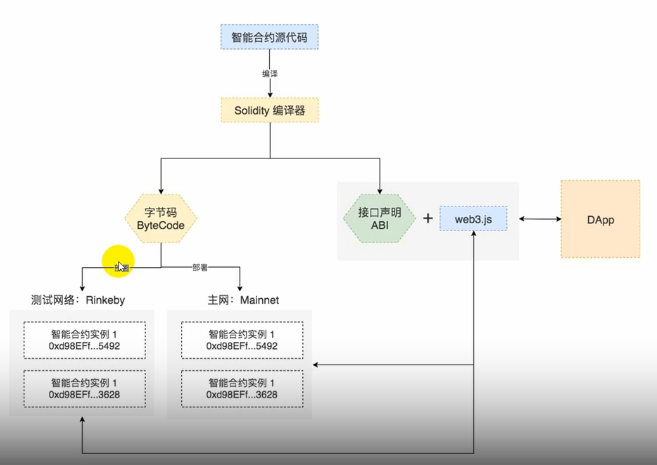 智能合约源代码
编译
Solidity 编译器
字节码
ByteCode
接口声明
ABI
+
web3.js
DApp
部署
部署
测试网络：Rinkeby
主网：Mainnet
智能合约实例 1
0xd98EFf...5492
智能合约实例 1
0xd98EFf...5492
智能合约实例 1
0xd98EFf...3628
智能合约实例 1
0xd98EFf...3628